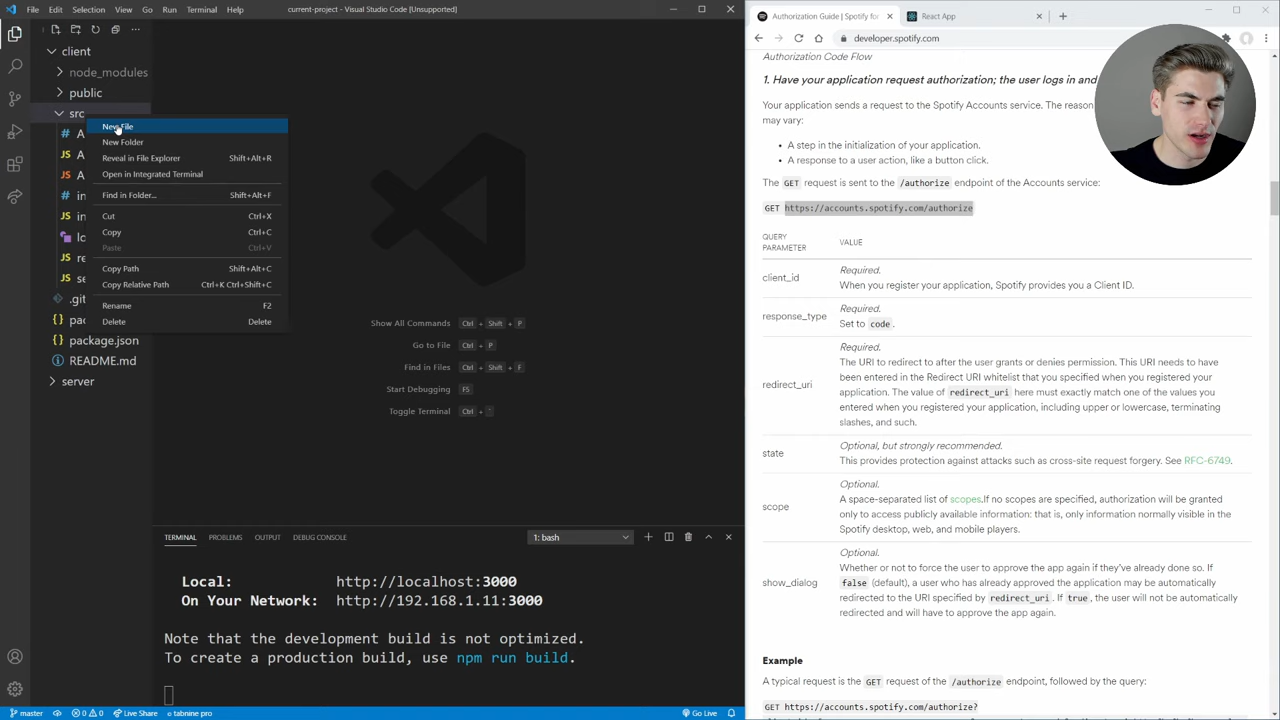 File Edit Selection View Go Run Terminal Help
current-project - Visual Studio Code [Unsupported]
client
node_modules
public
src
New File
New Folder
Reveal in File Explorer Shift+Alt+R
Open in Integrated Terminal
Find in Folder... Shift+Alt+F
Cut Ctrl+X
Copy Ctrl+C
Paste Ctrl+V
Copy Path Shift+Alt+C
Copy Relative Path Ctrl+K Ctrl+Shift+C
Rename F2
Delete Delete
package.json
README.md
server
Show All Commands Ctrl + Shift + P
Go to File Ctrl + P
Find in Files Ctrl + Shift + F
Start Debugging F5
Toggle Terminal Ctrl + `
TERMINAL PROBLEMS OUTPUT DEBUG CONSOLE
1: bash
Local: http://localhost:3000
On Your Network: http://192.168.1.11:3000
Note that the development build is not optimized.
To create a production build, use npm run build.
master Live Share tabnine pro Go Live
0 0
Authorization Guide | Spotify for
React App
developer.spotify.com
Authorization Code Flow
1. Have your application request authorization; the user logs in and
Your application sends a request to the Spotify Accounts service. The reason
may vary:
• A step in the initialization of your application.
• A response to a user action, like a button click.
The GET request is sent to the /authorize endpoint of the Accounts service:
GET https://accounts.spotify.com/authorize
QUERY
PARAMETER
VALUE
client_id
Required.
When you register your application, Spotify provides you a Client ID.
response_type
Required.
Set to code.
redirect_uri
Required.
The URI to redirect to after the user grants or denies permission. This URI needs to have
been entered in the Redirect URI whitelist that you specified when you registered your
application. The value of redirect_uri here must exactly match one of the values you
entered when you registered your application, including upper or lowercase, terminating
slashes, and such.
state
Optional, but strongly recommended.
This provides protection against attacks such as cross-site request forgery. See RFC-6749.
scope
Optional.
A space-separated list of scopes.If no scopes are specified, authorization will be granted
only to access publicly available information: that is, only information normally visible in the
Spotify desktop, web, and mobile players.
show_dialog
Optional.
Whether or not to force the user to approve the app again if they've already done so. If
false (default), a user who has already approved the application may be automatically
redirected to the URI specified by redirect_uri. If true, the user will not be automatically
redirected and will have to approve the app again.
Example
A typical request is the GET request of the /authorize endpoint, followed by the query:
GET https://accounts.spotify.com/authorize?